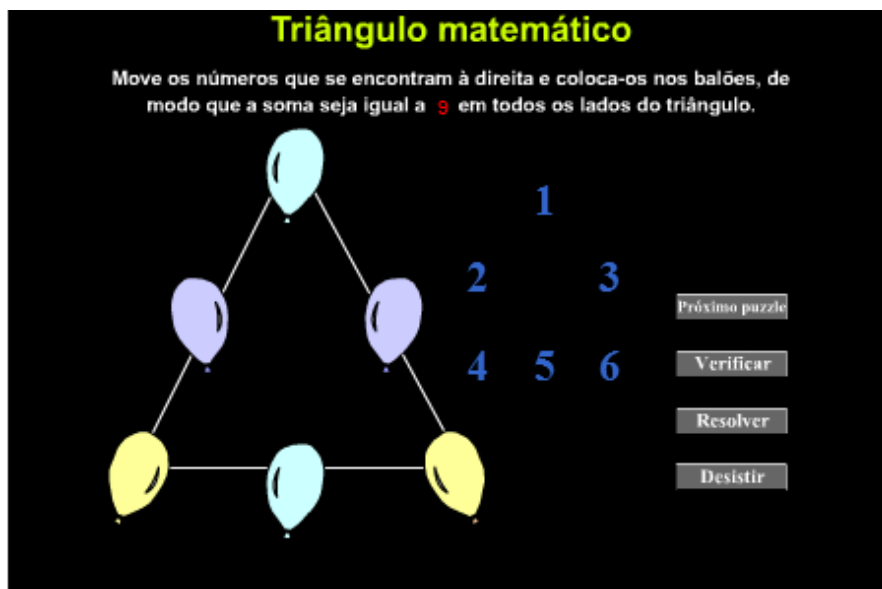 Triângulo matemático
Move os números que se encontram à direita e coloca-os nos balões, de
modo que a soma seja igual a 9 em todos os lados do triângulo.
1
2 3
Próximo puzzle
4 5 6
Verificar
Resolver
Desistir